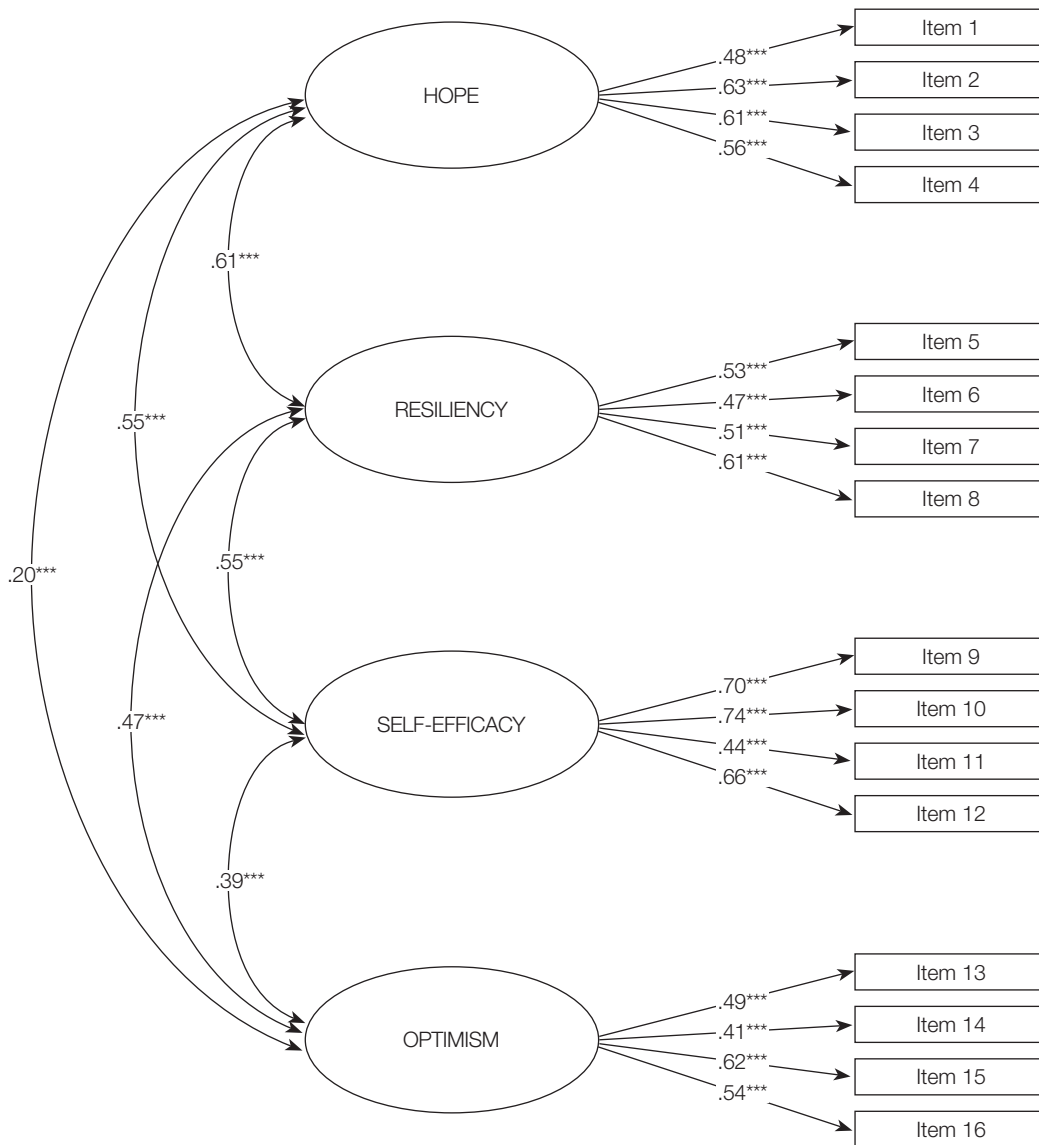 Item 1
.48***
HOPE
.63***
Item 2
.61***
Item 3
.56***
Item 4
.61***
Item 5
.53***
RESILIENCY
.47***
Item 6
.55***
.51***
Item 7
.61***
Item 8
.20***
.55***
Item 9
.70***
.47***
SELF-EFFICACY
.74***
Item 10
.44***
Item 11
.66***
Item 12
.39***
Item 13
.49***
OPTIMISM
.41***
Item 14
.62***
Item 15
.54***
Item 16